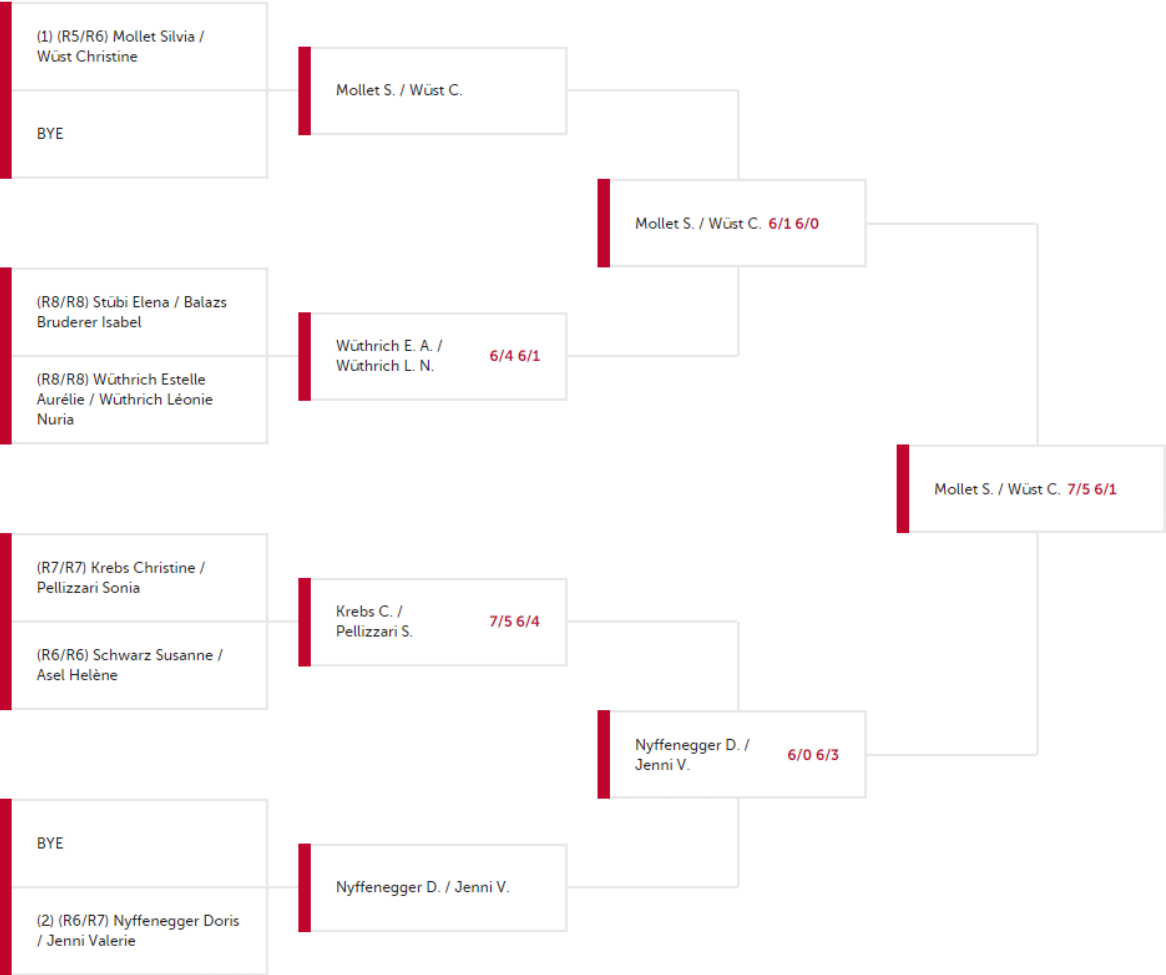 (1) (R5/R6) Mollet Silvia /
Wüst Christine
BYE
(R8/R8) Stübi Elena / Balazs
Bruderer Isabel
(R8/R8) Wüthrich Estelle
Aurélie / Wüthrich Léonie
Nuria
(R7/R7) Krebs Christine /
Pellizzari Sonia
(R6/R6) Schwarz Susanne /
Asel Helène
BYE
(2) (R6/R7) Nyffenegger Doris
/ Jenni Valerie
Mollet S. / Wüst C.
Wüthrich E. A. /
Wüthrich L. N.
6/4 6/1
Krebs C. /
Pellizzari S.
7/5 6/4
Nyffenegger D. / Jenni V.
Mollet S. / Wüst C. 6/1 6/0
Nyffenegger D. /
Jenni V.
6/0 6/3
Mollet S. / Wüst C. 7/5 6/1